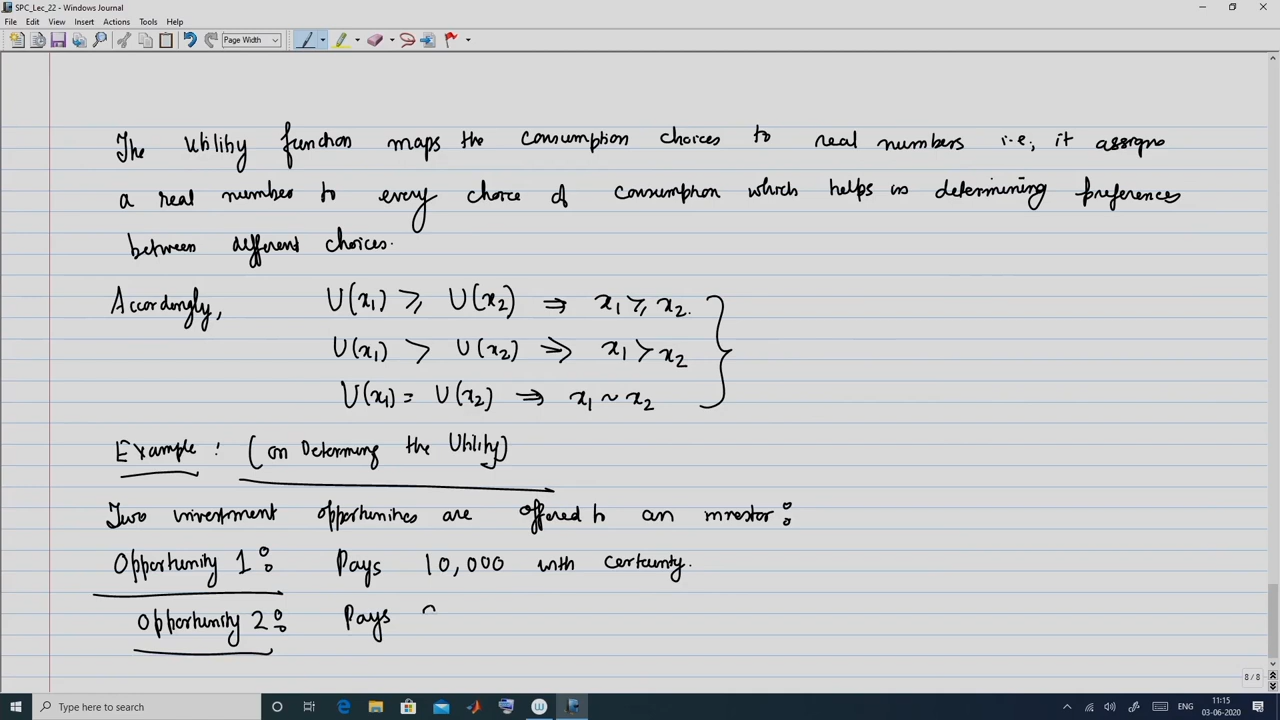 SPC_Lec_22 - Windows Journal
File Edit View Insert Actions Tools Help
Page Width
The Utility function maps the consumption choices to real numbers i.e., it assigns
a real number to every choice of consumption which helps in determining preferences
between different choices.
Accordingly, U(x₁) ≥ U(x₂) ⇒ x₁ ≽ x₂.
U(x₁) > U(x₂) ⇒ x₁ ≻ x₂
U(x₁) = U(x₂) ⇒ x₁ ~ x₂
Example : (on Determining the Utility)
Two investment opportunities are offered to an investor :
Opportunity 1 : Pays 10,000 with certainty.
Opportunity 2 : Pays
8 / 8
Type here to search
ENG
11:15
03-06-2020